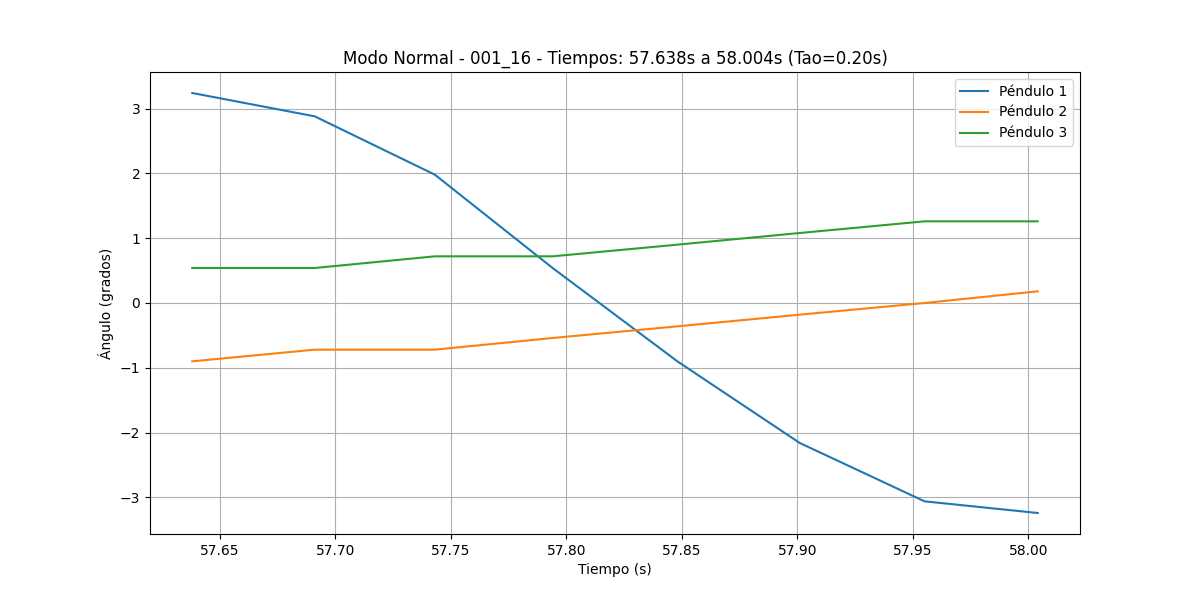 Modo Normal - 001_16 - Tiempos: 57.638s a 58.004s (Tao=0.20s)
Péndulo 1
Péndulo 2
Péndulo 3
Ángulo (grados)
3
2
1
0
−1
−2
−3
57.65 57.70 57.75 57.80 57.85 57.90 57.95 58.00
Tiempo (s)